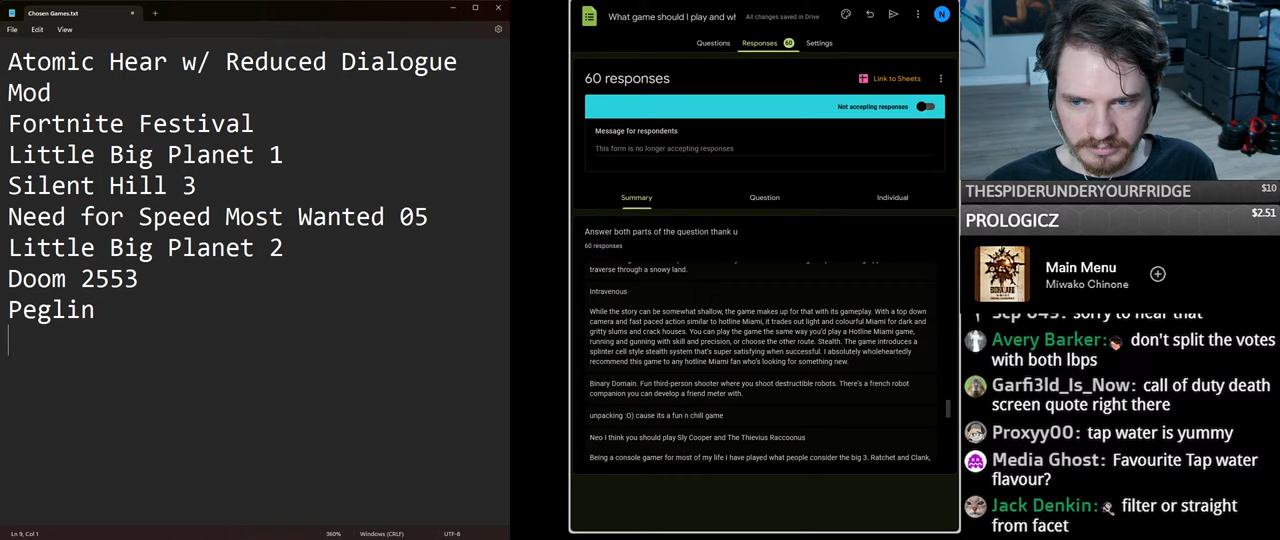 Chosen Games.txt
File Edit View
Atomic Hear w/ Reduced Dialogue
Mod
Fortnite Festival
Little Big Planet 1
Silent Hill 3
Need for Speed Most Wanted 05
Little Big Planet 2
Doom 2553
Peglin
Ln 9, Col 1 360% Windows (CRLF) UTF-8
What game should I play and wh All changes saved in Drive N
Questions Responses 60 Settings
60 responses
Link to Sheets
Not accepting responses
Message for respondents
This form is no longer accepting responses
Summary Question Individual
Answer both parts of the question thank u
60 responses
traverse through a snowy land.
Intravenous
While the story can be somewhat shallow, the game makes up for that with its gameplay. With a top down
camera and fast paced action similar to hotline Miami, it trades out light and colourful Miami for dark and
gritty slums and crack houses. You can play the game the same way you'd play a Hotline Miami game,
running and gunning with skill and precision, or choose the other route. Stealth. The game introduces a
splinter cell style stealth system that's super satisfying when successful. I absolutely wholeheartedly
recommend this game to any hotline Miami fan who's looking for something new.
Binary Domain. Fun third-person shooter where you shoot destructible robots. There's a french robot
companion you can develop a friend meter with.
unpacking :O) cause its a fun n chill game
Neo I think you should play Sly Cooper and The Thievius Raccoonus
Being a console gamer for most of my life I have played what people consider the big 3. Ratchet and Clank,
THESPIDERUNDERYOURFRIDGE $10
PROLOGICZ $2.51
Main Menu
Miwako Chinone
sorry to hear that
Avery Barker: don't split the votes
with both lbps
Garfi3ld_Is_Now: call of duty death
screen quote right there
Proxyy00: tap water is yummy
Media Ghost: Favourite Tap water
flavour?
Jack Denkin: filter or straight
from facet